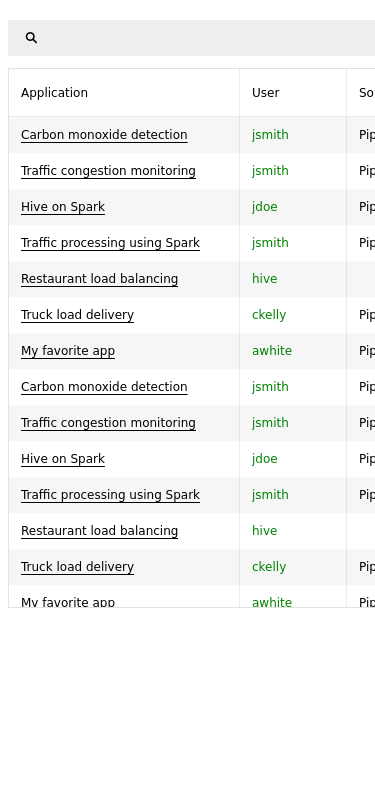 Application User So
Carbon monoxide detection jsmith Pip
Traffic congestion monitoring jsmith Pip
Hive on Spark jdoe Pip
Traffic processing using Spark jsmith Pip
Restaurant load balancing hive
Truck load delivery ckelly Pip
My favorite app awhite Pip
Carbon monoxide detection jsmith Pip
Traffic congestion monitoring jsmith Pip
Hive on Spark jdoe Pip
Traffic processing using Spark jsmith Pip
Restaurant load balancing hive
Truck load delivery ckelly Pip
My favorite app awhite Pip